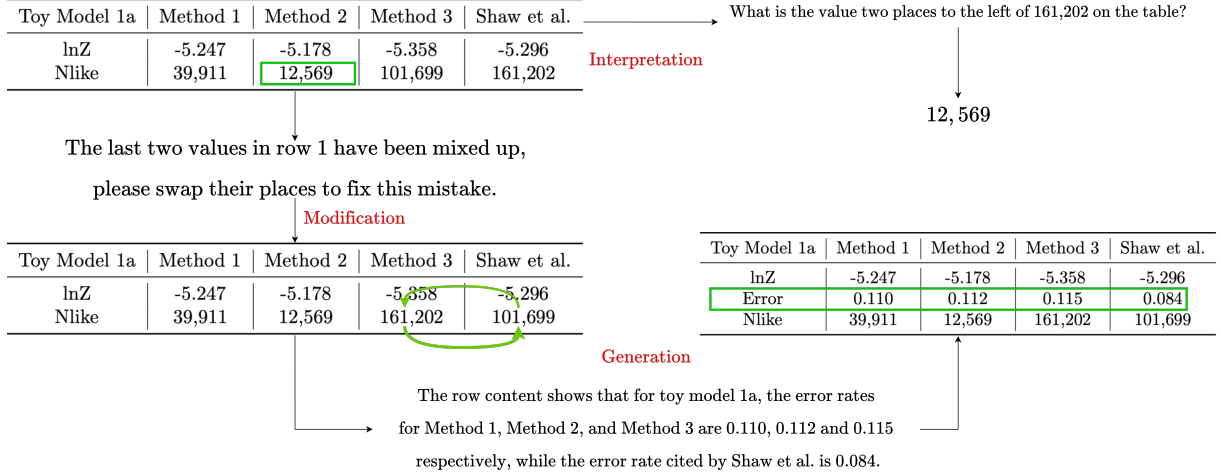 Toy Model 1a Method 1 Method 2 Method 3 Shaw et al.
lnZ -5.247 -5.178 -5.358 -5.296
Nlike 39,911 12,569 101,699 161,202
Interpretation
What is the value two places to the left of 161,202 on the table?
12,569
The last two values in row 1 have been mixed up,
please swap their places to fix this mistake.
Modification
Toy Model 1a Method 1 Method 2 Method 3 Shaw et al.
lnZ -5.247 -5.178 -5.358 -5.296
Nlike 39,911 12,569 161,202 101,699
Generation
The row content shows that for toy model 1a, the error rates
for Method 1, Method 2, and Method 3 are 0.110, 0.112 and 0.115
respectively, while the error rate cited by Shaw et al. is 0.084.
Toy Model 1a Method 1 Method 2 Method 3 Shaw et al.
lnZ -5.247 -5.178 -5.358 -5.296
Error 0.110 0.112 0.115 0.084
Nlike 39,911 12,569 161,202 101,699